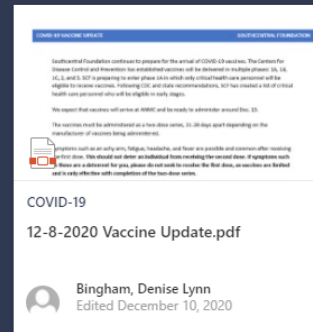 COVID-19 VACCINE UPDATE SOUTHCENTRAL FOUNDATION
Southcentral Foundation continues to prepare for the arrival of COVID-19 vaccines. The Centers for
Disease Control and Prevention has established vaccines will be delivered in multiple phases: 1A, 1B,
1C, 2, and 3. SCF is preparing to enter phase 1A in which only critical health care personnel will be
eligible to receive vaccines. Following CDC and state recommendations, SCF has created a list of critical
health care personnel who will be eligible in early stages.
We expect that vaccines will arrive at ANMC and be ready to administer around Dec. 15.
The vaccines must be administered as a two-dose series, 21-28 days apart depending on the
manufacturer of vaccines being administered.
symptoms such as an achy arm, fatigue, headache, and fever are possible and common after receiving
first dose. This should not deter an individual from receiving the second dose. If symptoms such
these are a deterrent for you, please do not seek to receive the first dose, as vaccines are limited
and is only effective with completion of the two-dose series.
COVID-19
12-8-2020 Vaccine Update.pdf
Bingham, Denise Lynn
Edited December 10, 2020